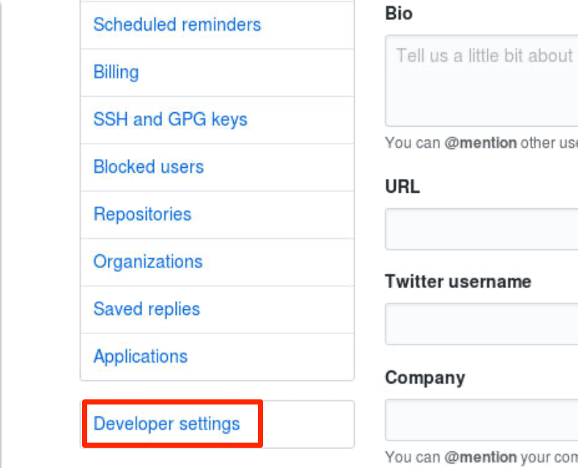 Scheduled reminders
Billing
SSH and GPG keys
Blocked users
Repositories
Organizations
Saved replies
Applications
Developer settings
Bio
Tell us a little bit about
You can @mention other use
URL
Twitter username
Company
You can @mention your com